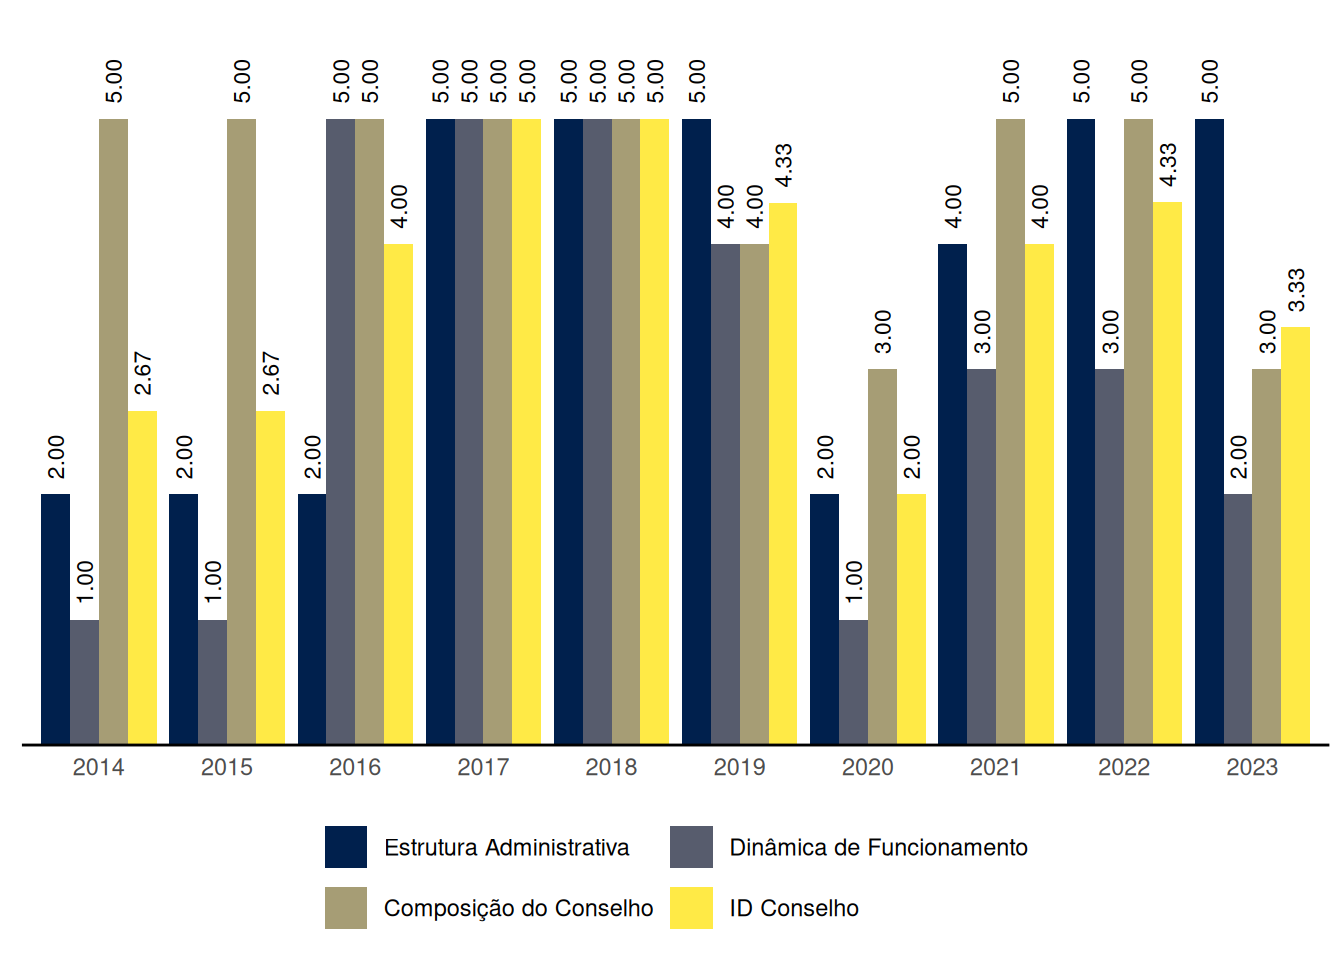 5.00 5.00 5.00 5.00 5.00 5.00 5.00 5.00 5.00 5.00 5.00 5.00 5.00 5.00 5.00 5.00 5.00
4.33 4.33
4.00 4.00 4.00 4.00 4.00
3.33
3.00 3.00 3.00 3.00
2.67 2.67
2.00 2.00 2.00 2.00 2.00 2.00
1.00 1.00 1.00
2014 2015 2016 2017 2018 2019 2020 2021 2022 2023
Estrutura Administrativa Dinâmica de Funcionamento
Composição do Conselho ID Conselho